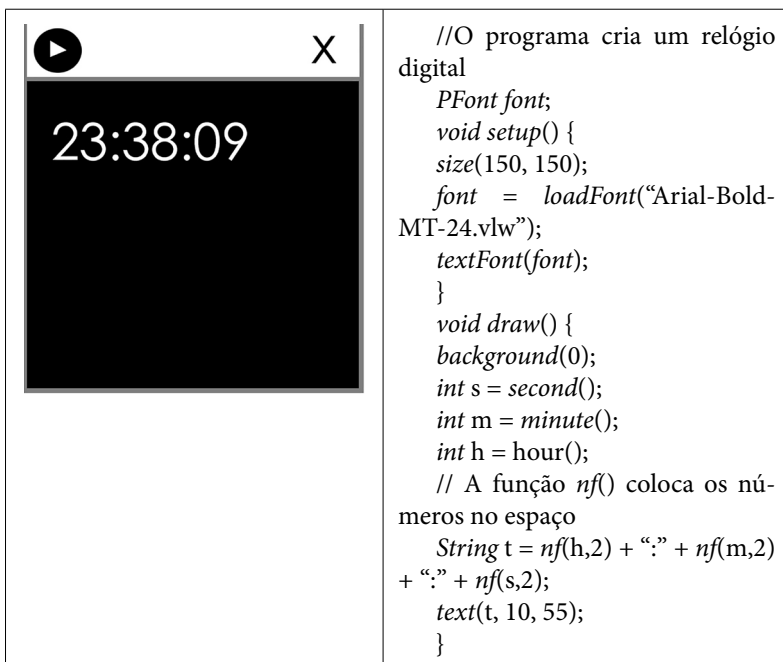 X
23:38:09
//O programa cria um relógio
digital
PFont font;
void setup() {
size(150, 150);
font = loadFont(“Arial-Bold-
MT-24.vlw”);
textFont(font);
}
void draw() {
background(0);
int s = second();
int m = minute();
int h = hour();
// A função nf() coloca os nú-
meros no espaço
String t = nf(h,2) + “:” + nf(m,2)
+ “:” + nf(s,2);
text(t, 10, 55);
}